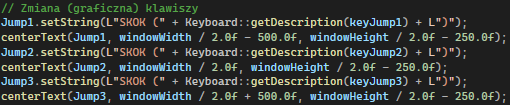 // Zmiana (graficzna) klawiszy
Jump1.setString(L"SKOK (" + Keyboard::getDescription(keyJump1) + L")");
centerText(Jump1, windowWidth / 2.0f - 500.0f, windowHeight / 2.0f - 250.0f);
Jump2.setString(L"SKOK (" + Keyboard::getDescription(keyJump2) + L")");
centerText(Jump2, windowWidth / 2.0f, windowHeight / 2.0f - 250.0f);
Jump3.setString(L"SKOK (" + Keyboard::getDescription(keyJump3) + L")");
centerText(Jump3, windowWidth / 2.0f + 500.0f, windowHeight / 2.0f - 250.0f);